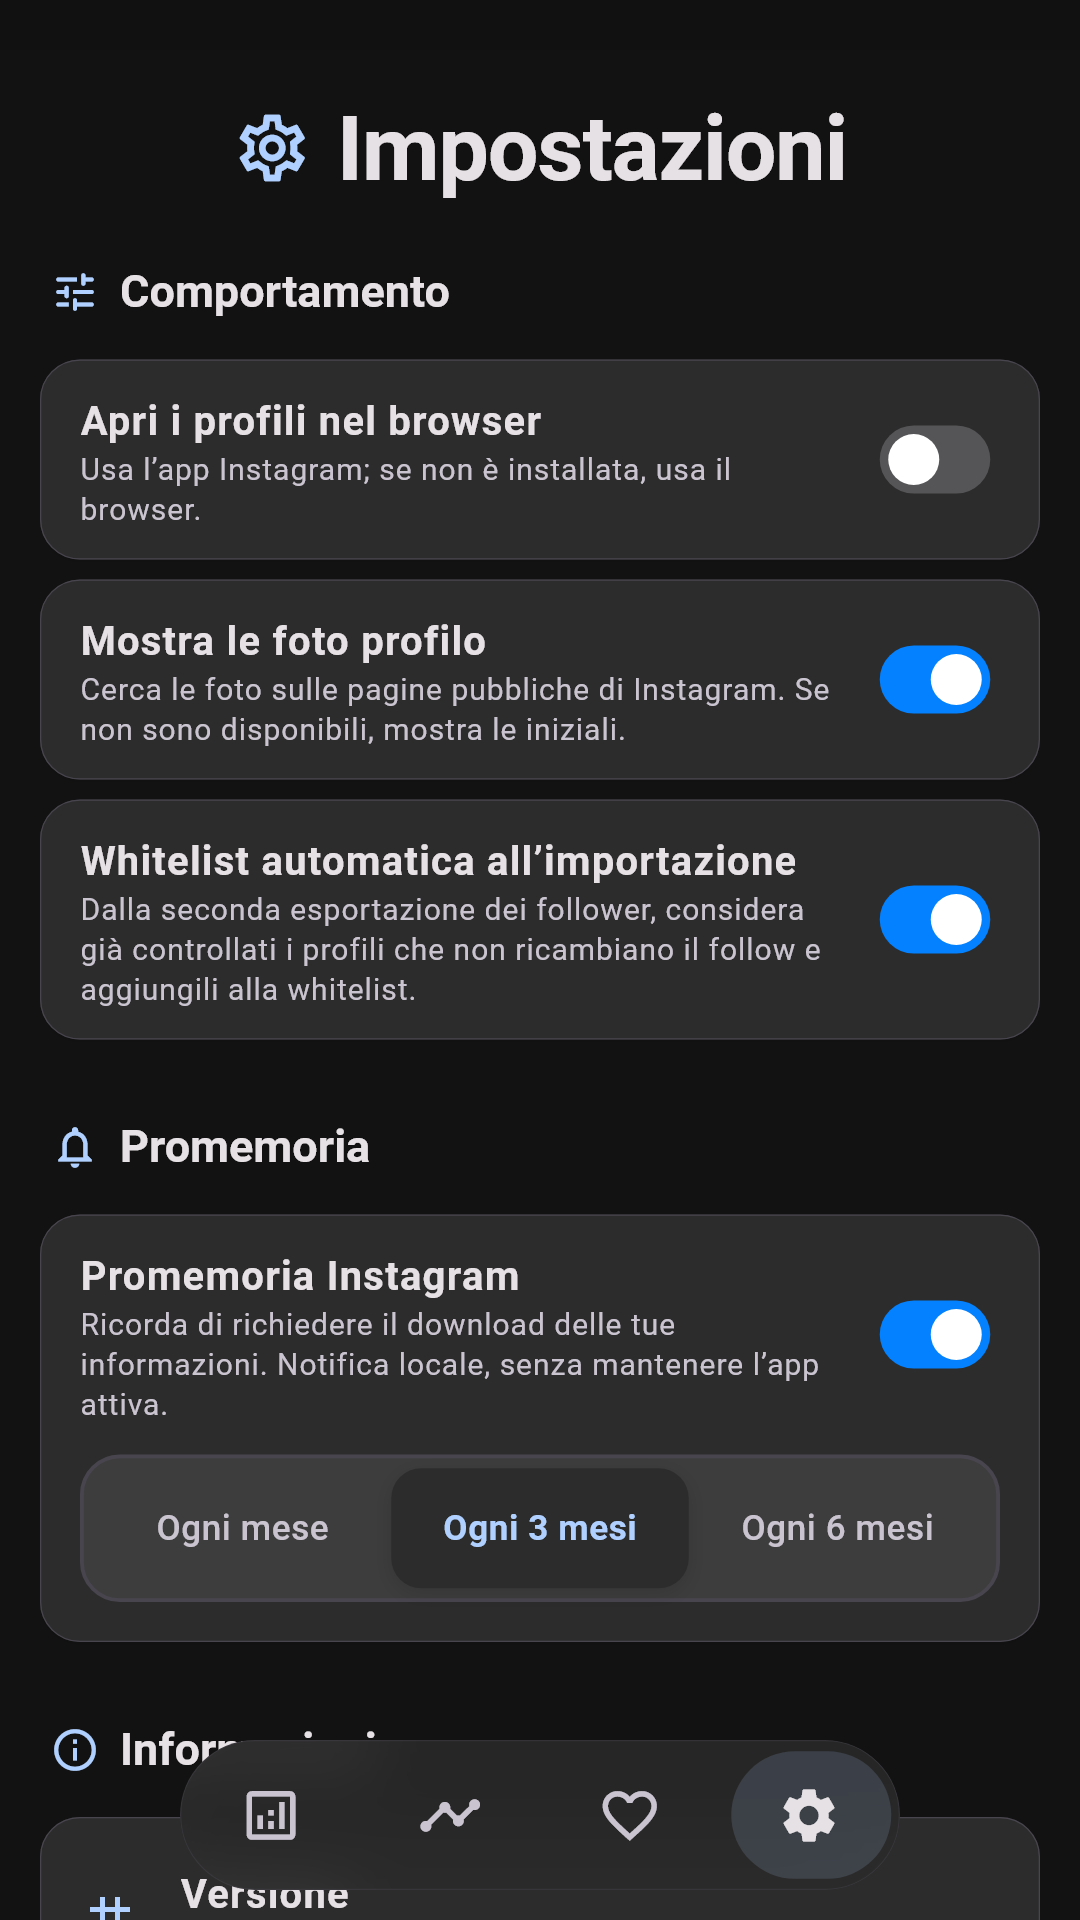 Impostazioni
Comportamento
Apri i profili nel browser
Usa l’app Instagram; se non è installata, usa il
browser.
Mostra le foto profilo
Cerca le foto sulle pagine pubbliche di Instagram. Se
non sono disponibili, mostra le iniziali.
Whitelist automatica all’importazione
Dalla seconda esportazione dei follower, considera
già controllati i profili che non ricambiano il follow e
aggiungili alla whitelist.
Promemoria
Promemoria Instagram
Ricorda di richiedere il download delle tue
informazioni. Notifica locale, senza mantenere l’app
attiva.
Ogni mese
Ogni 3 mesi
Ogni 6 mesi
Versione